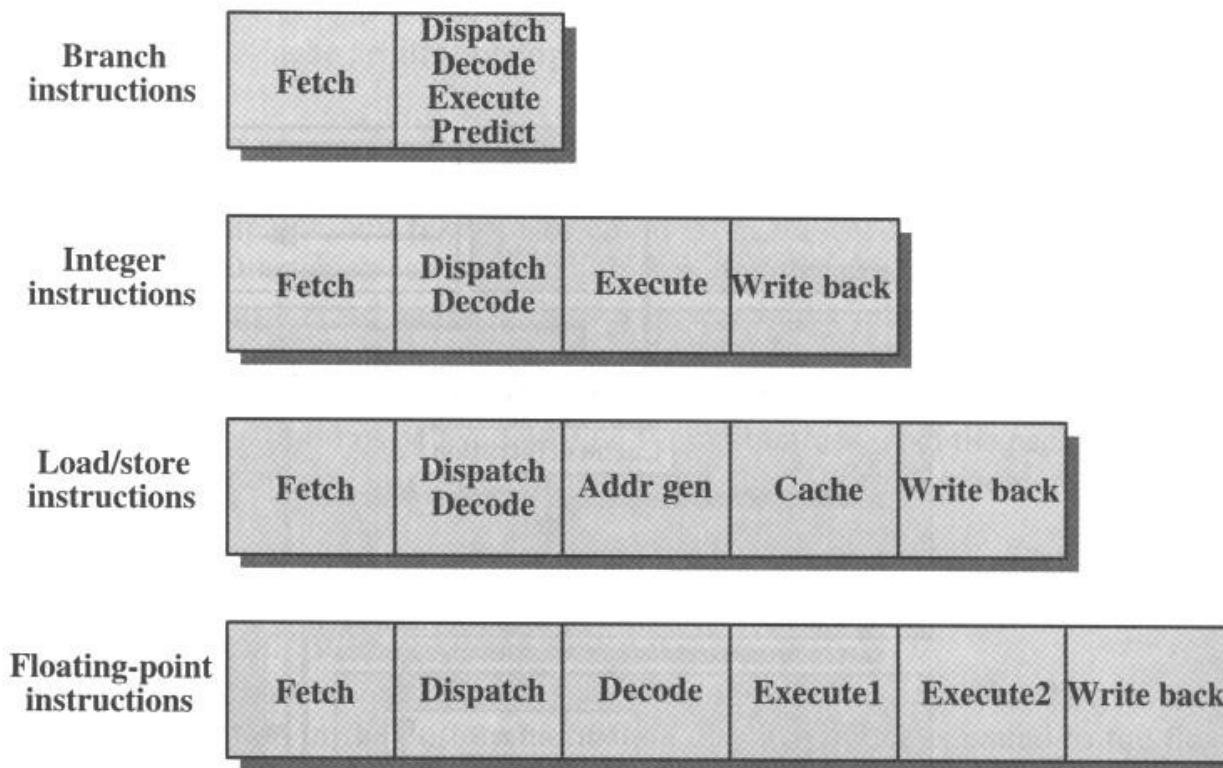 Branch
instructions
Fetch
Dispatch
Decode
Execute
Predict
Integer
instructions
Fetch
Dispatch
Decode
Execute
Write back
Load/store
instructions
Fetch
Dispatch
Decode
Addr gen
Cache
Write back
Floating-point
instructions
Fetch
Dispatch
Decode
Execute1
Execute2
Write back